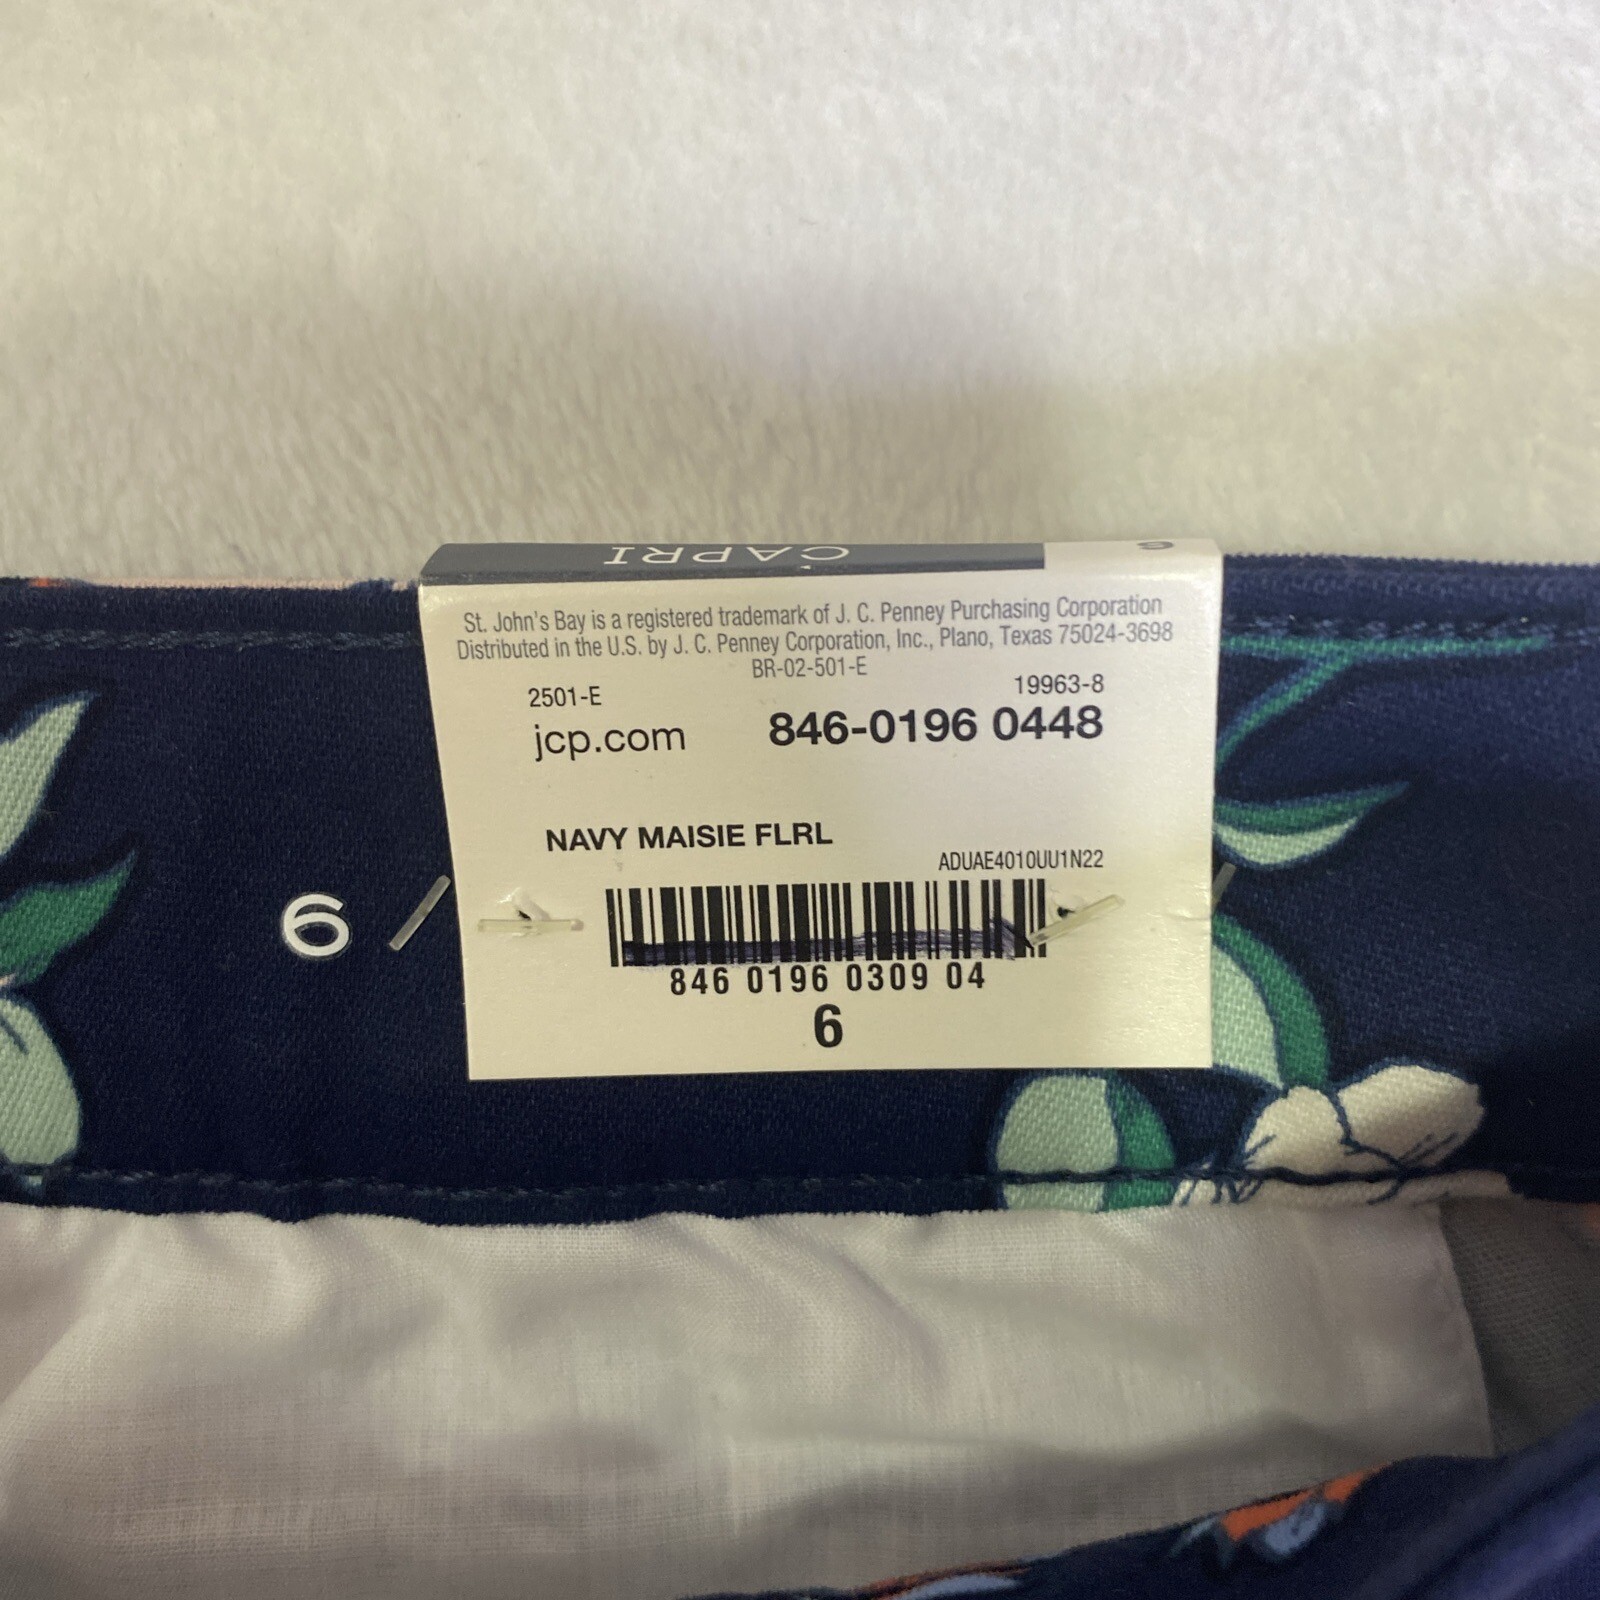 CAPRI 6
St. John's Bay is a registered trademark of J. C. Penney Purchasing Corporation
Distributed in the U.S. by J. C. Penney Corporation, Inc., Plano, Texas 75024-3698
BR-02-501-E
2501-E 19963-8
jcp.com 846-0196 0448
NAVY MAISIE FLRL
ADUAE4010UU1N22
6
846 0196 0309 04
6